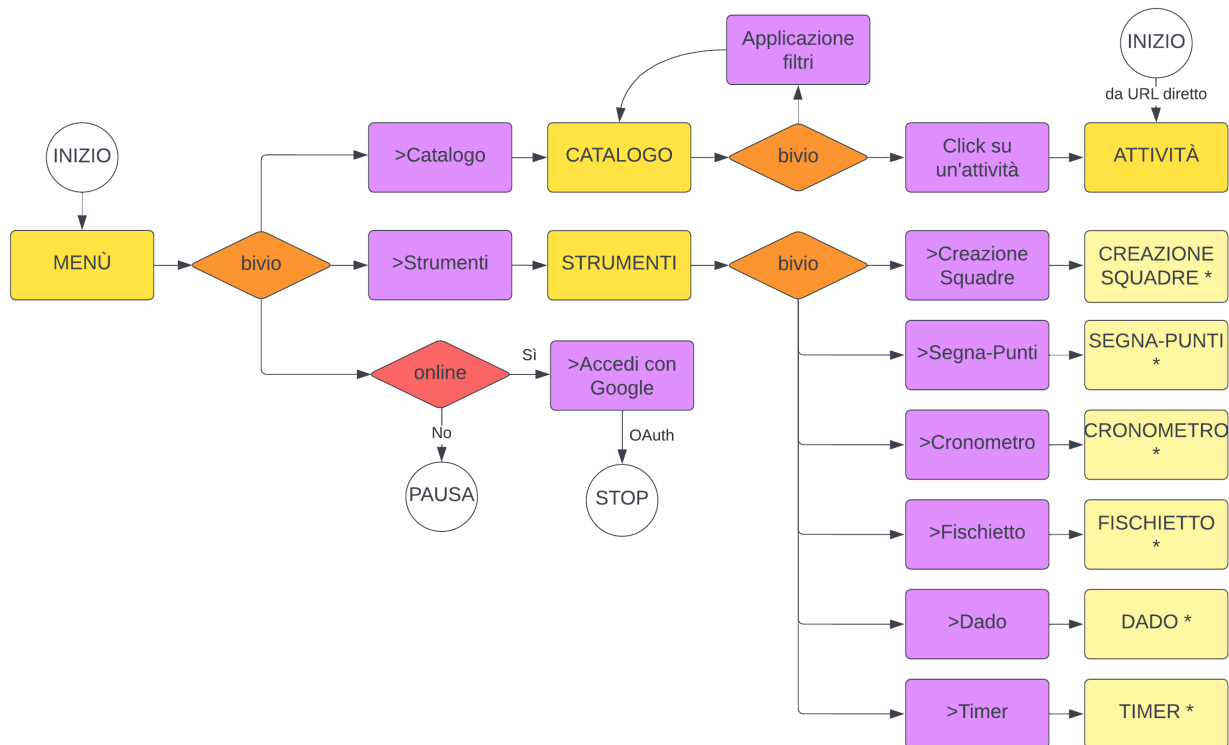 Applicazione
filtri
INIZIO
da URL diretto
INIZIO
>Catalogo
CATALOGO
bivio
Click su
un'attività
ATTIVITÀ
MENÙ
bivio
>Strumenti
STRUMENTI
bivio
>Creazione
Squadre
CREAZIONE
SQUADRE *
online
Sì
>Accedi con
Google
No
OAuth
PAUSA
STOP
>Segna-Punti
SEGNA-PUNTI
*
>Cronometro
CRONOMETRO
*
>Fischietto
FISCHIETTO
*
>Dado
DADO *
>Timer
TIMER *